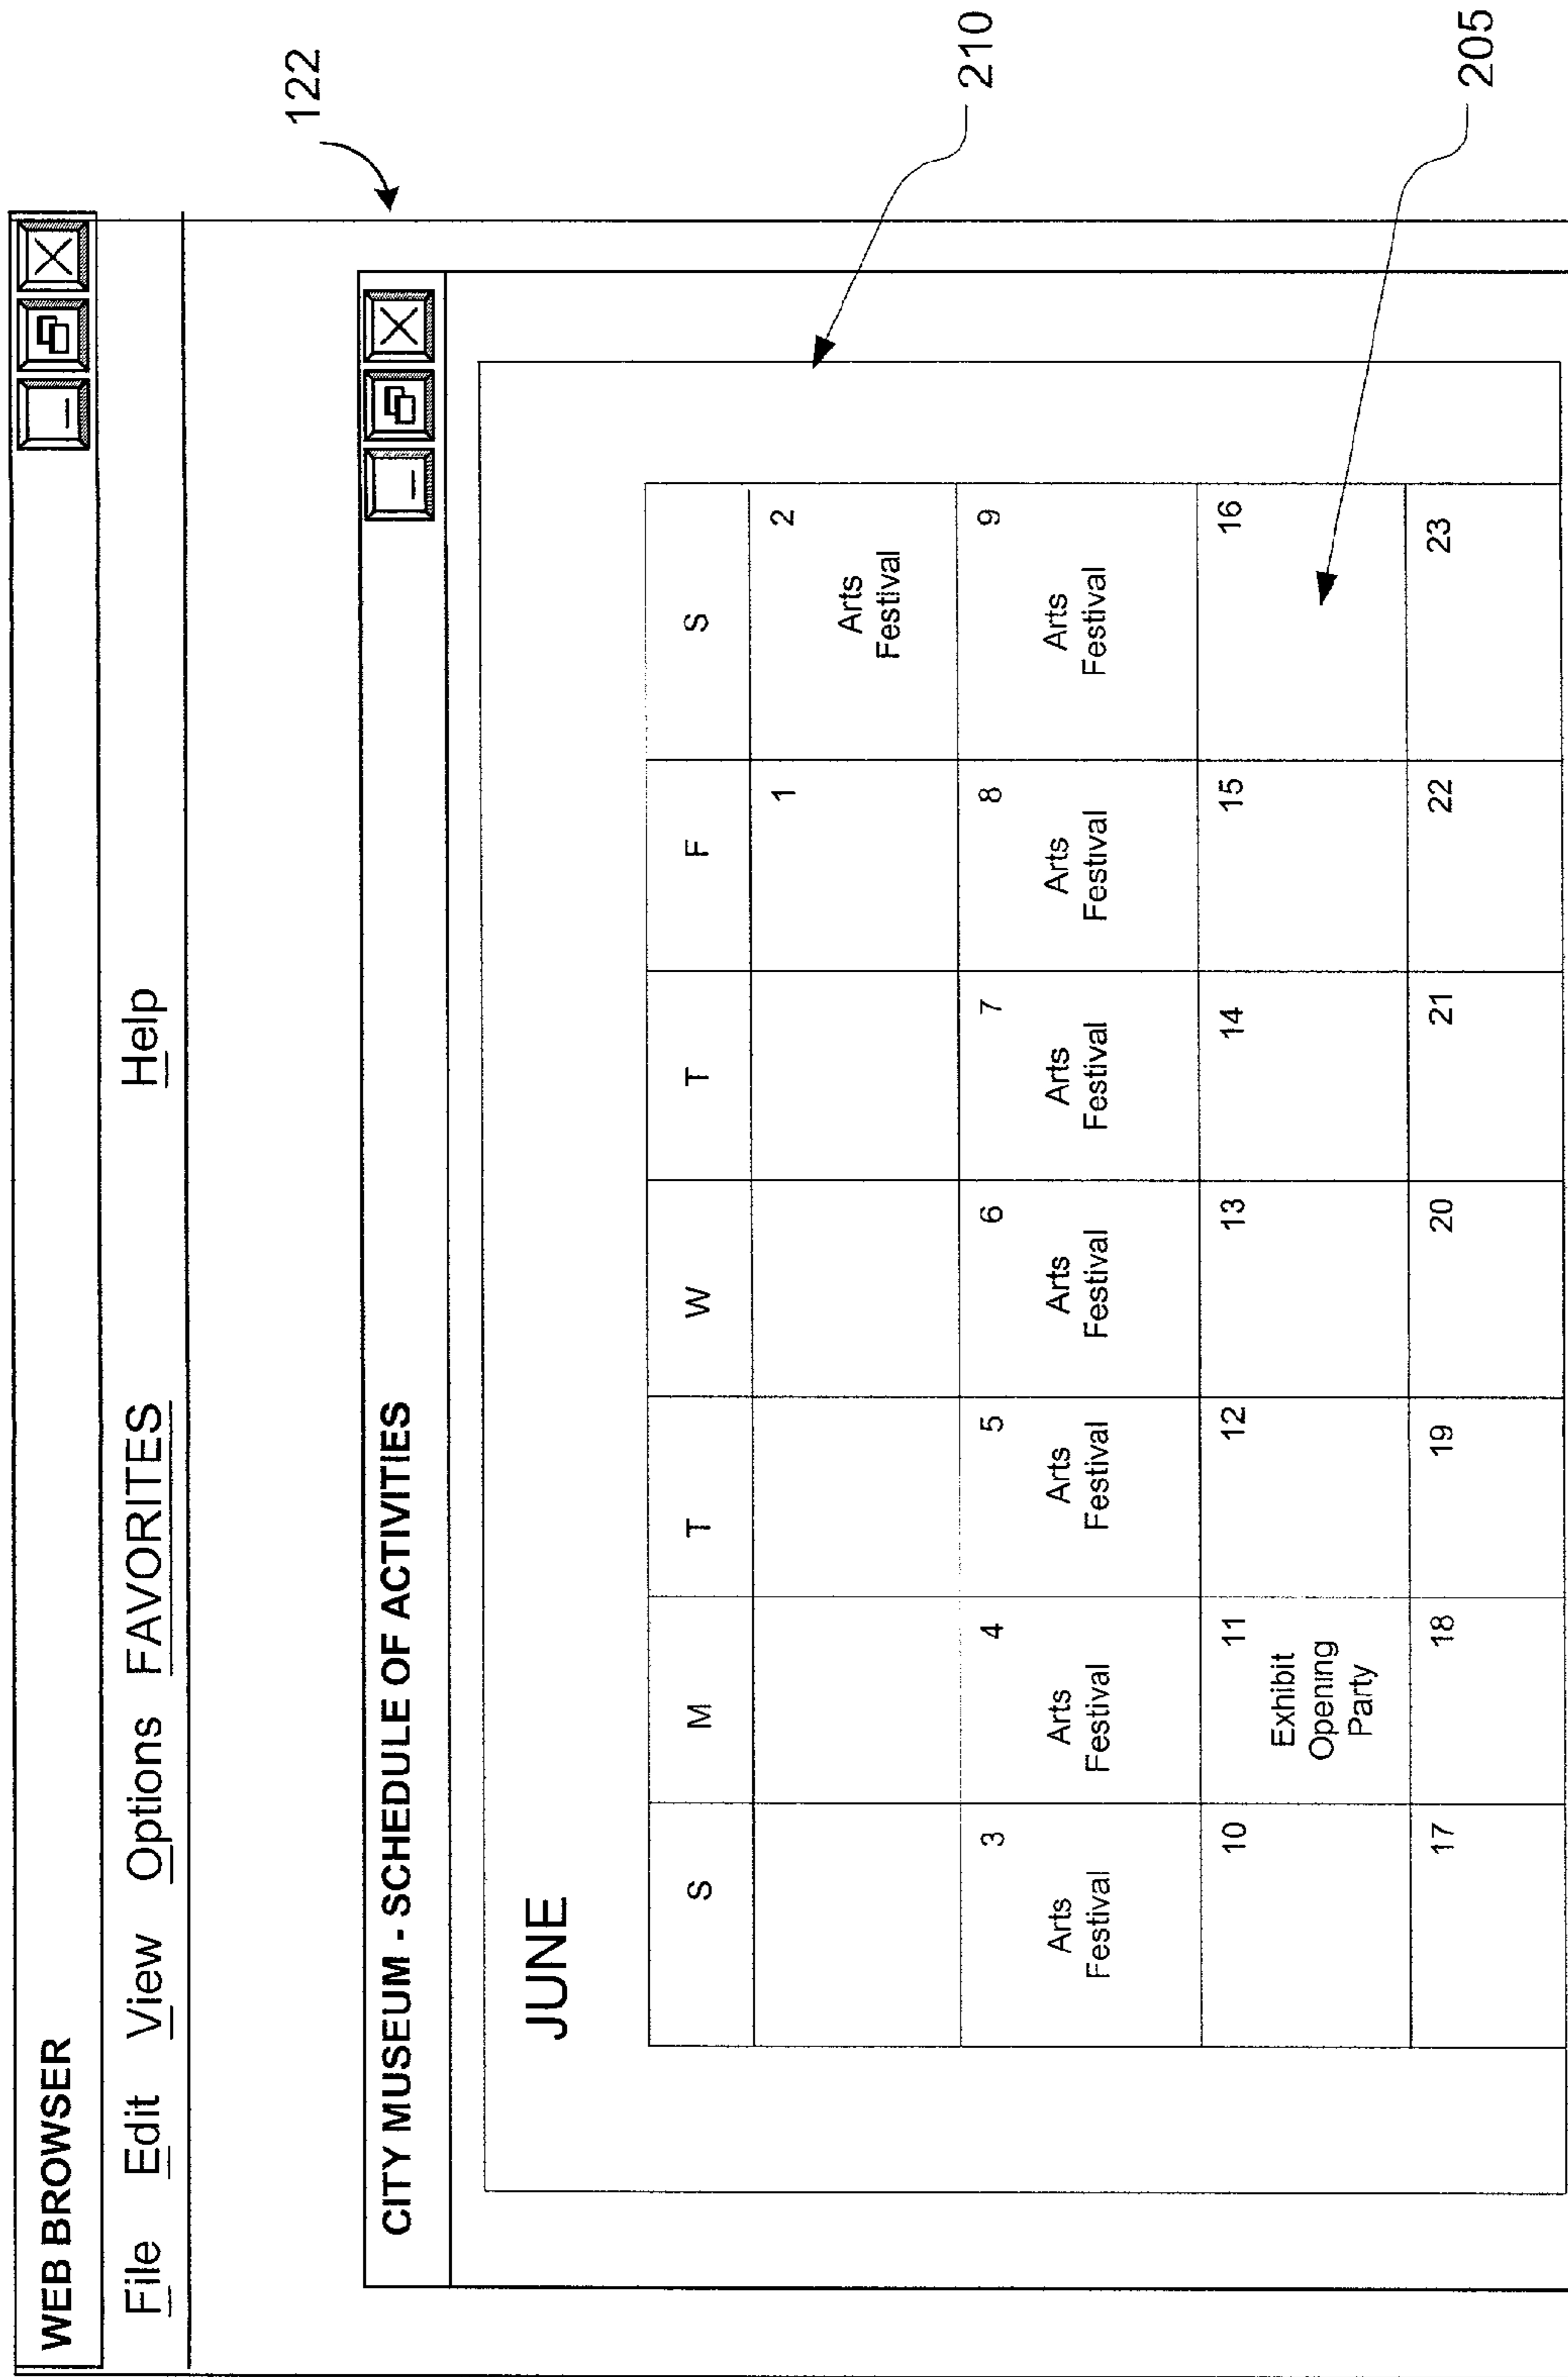 WEB BROWSER
File Edit View Options FAVORITES Help
122
CITY MUSEUM - SCHEDULE OF ACTIVITIES
JUNE
210
S M T W T F S
1 2
Arts
Festival
3 4 5 6 7 8 9
Arts Arts Arts Arts Arts Arts Arts
Festival Festival Festival Festival Festival Festival Festival
10 11 12 13 14 15 16
Exhibit
Opening
Party
205
17 18 19 20 21 22 23